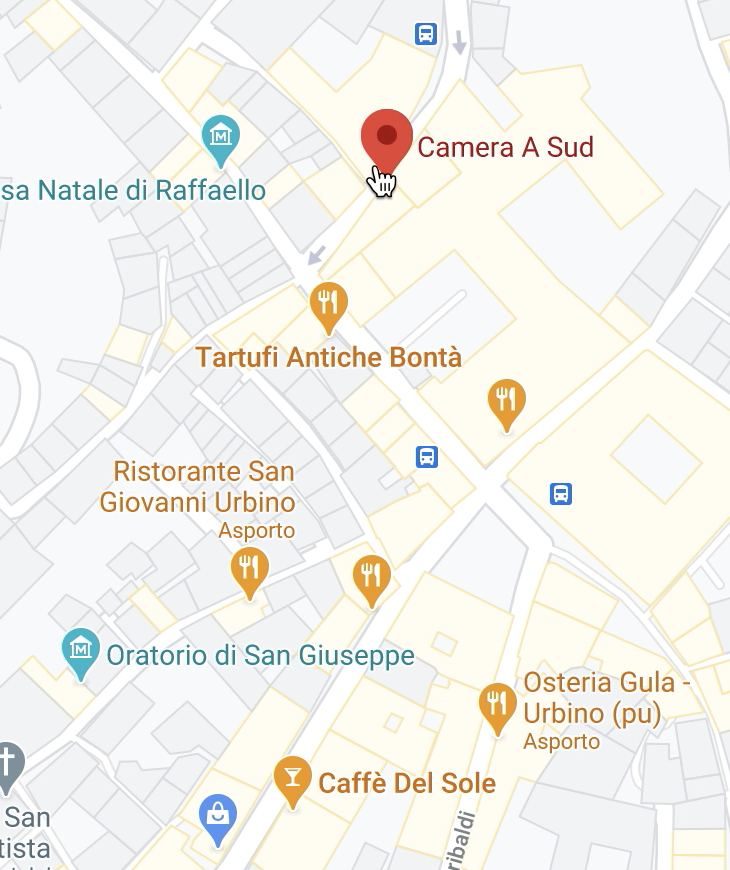 Camera A Sud
sa Natale di Raffaello
Tartufi Antiche Bontà
Ristorante San
Giovanni Urbino
Asporto
Oratorio di San Giuseppe
Osteria Gula -
Urbino (pu)
Asporto
Caffè Del Sole
San
tista
ribaldi